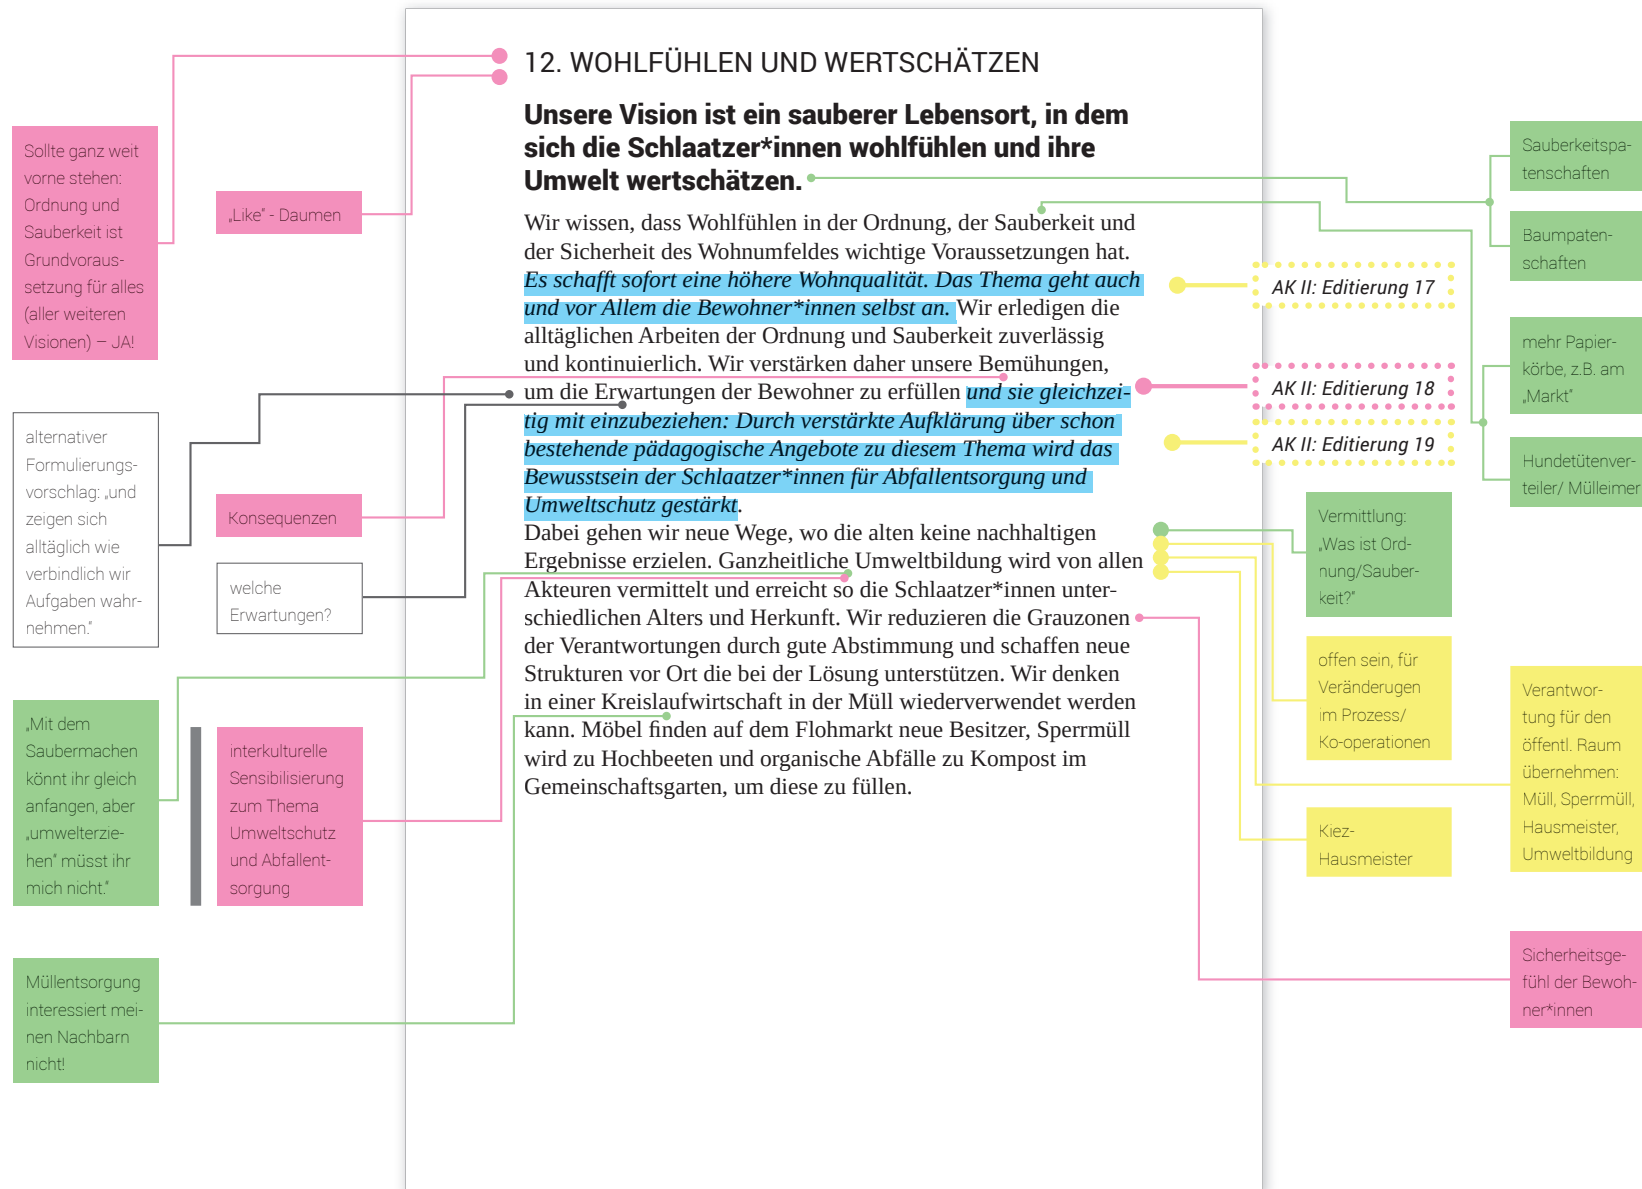 12. WOHLFÜHLEN UND WERTSCHÄTZEN
Unsere Vision ist ein sauberer Lebensort, in dem
sich die Schlaatzer*innen wohlfühlen und ihre
Umwelt wertschätzen.
Wir wissen, dass Wohlfühlen in der Ordnung, der Sauberkeit und
der Sicherheit des Wohnumfeldes wichtige Voraussetzungen hat.
Es schafft sofort eine höhere Wohnqualität. Das Thema geht auch
und vor Allem die Bewohner*innen selbst an. Wir erledigen die
alltäglichen Arbeiten der Ordnung und Sauberkeit zuverlässig
und kontinuierlich. Wir verstärken daher unsere Bemühungen,
um die Erwartungen der Bewohner zu erfüllen und sie gleichzei-
tig mit einzubeziehen: Durch verstärkte Aufklärung über schon
bestehende pädagogische Angebote zu diesem Thema wird das
Bewusstsein der Schlaatzer*innen für Abfallentsorgung und
Umweltschutz gestärkt.
Dabei gehen wir neue Wege, wo die alten keine nachhaltigen
Ergebnisse erzielen. Ganzheitliche Umweltbildung wird von allen
Akteuren vermittelt und erreicht so die Schlaatzer*innen unter-
schiedlichen Alters und Herkunft. Wir reduzieren die Grauzonen
der Verantwortungen durch gute Abstimmung und schaffen neue
Strukturen vor Ort die bei der Lösung unterstützen. Wir denken
in einer Kreislaufwirtschaft in der Müll wiederverwendet werden
kann. Möbel finden auf dem Flohmarkt neue Besitzer, Sperrmüll
wird zu Hochbeeten und organische Abfälle zu Kompost im
Gemeinschaftsgarten, um diese zu füllen.
Sollte ganz weit
vorne stehen:
Ordnung und
Sauberkeit ist
Grundvoraus-
setzung für alles
(aller weiteren
Visionen) – JA!
„Like" - Daumen
alternativer
Formulierungs-
vorschlag: „und
zeigen sich
alltäglich wie
verbindlich wir
Aufgaben wahr-
nehmen."
Konsequenzen
welche
Erwartungen?
„Mit dem
Saubermachen
könnt ihr gleich
anfangen, aber
„umwelterzie-
hen" müsst ihr
mich nicht."
interkulturelle
Sensibilisierung
zum Thema
Umweltschutz
und Abfallent-
sorgung
Müllentsorgung
interessiert mei-
nen Nachbarn
nicht!
Sauberkeitspa-
tenschaften
Baumpaten-
schaften
AK II: Editierung 17
mehr Papier-
körbe, z.B. am
„Markt"
AK II: Editierung 18
AK II: Editierung 19
Hundetütenver-
teiler/ Mülleimer
Vermittlung:
„Was ist Ord-
nung/Sauber-
keit?"
offen sein, für
Veränderugen
im Prozess/
Ko-operationen
Verantwor-
tung für den
öffentl. Raum
übernehmen:
Müll, Sperrmüll,
Hausmeister,
Umweltbildung
Kiez-
Hausmeister
Sicherheitsge-
fühl der Bewoh-
ner*innen